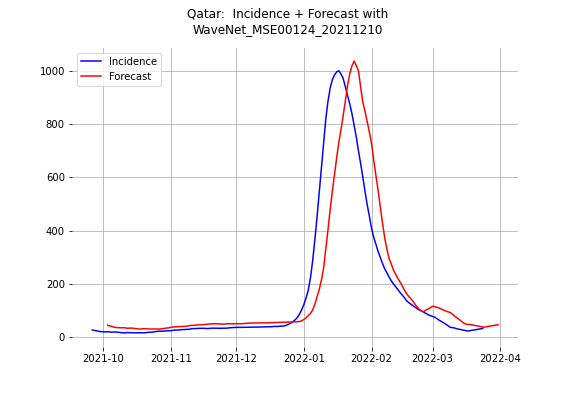 Qatar:  Incidence + Forecast with
WaveNet_MSE00124_20211210
Incidence
Forecast
1000
800
600
400
200
0
2021-10 2021-11 2021-12 2022-01 2022-02 2022-03 2022-04